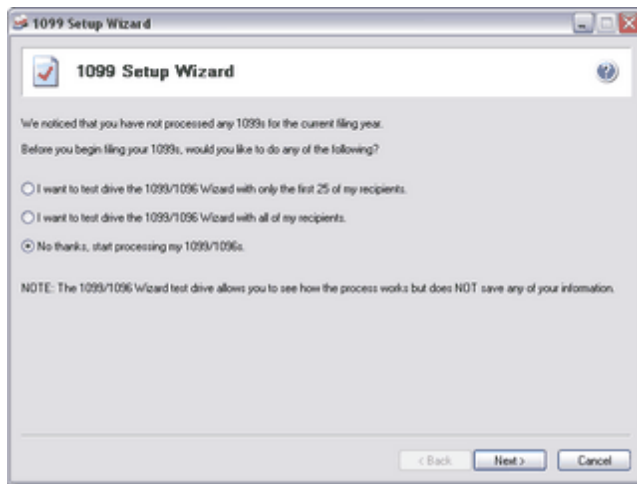 1099 Setup Wizard
1099 Setup Wizard
We noticed that you have not processed any 1099s for the current filing year.
Before you begin filing your 1099s, would you like to do any of the following?
I want to test drive the 1099/1096 Wizard with only the first 25 of my recipients.
I want to test drive the 1099/1096 Wizard with all of my recipients.
No thanks, start processing my 1099/1096s.
NOTE: The 1099/1096 Wizard test drive allows you to see how the process works but does NOT save any of your information.
< Back Next > Cancel